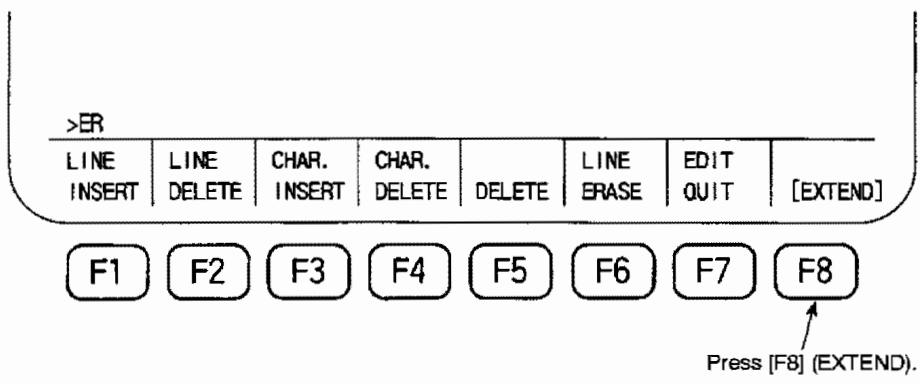 >ER
LINE LINE CHAR. CHAR. LINE EDIT
INSERT DELETE INSERT DELETE DELETE ERASE QUIT [EXTEND]
F1 F2 F3 F4 F5 F6 F7 F8
Press [F8] (EXTEND).